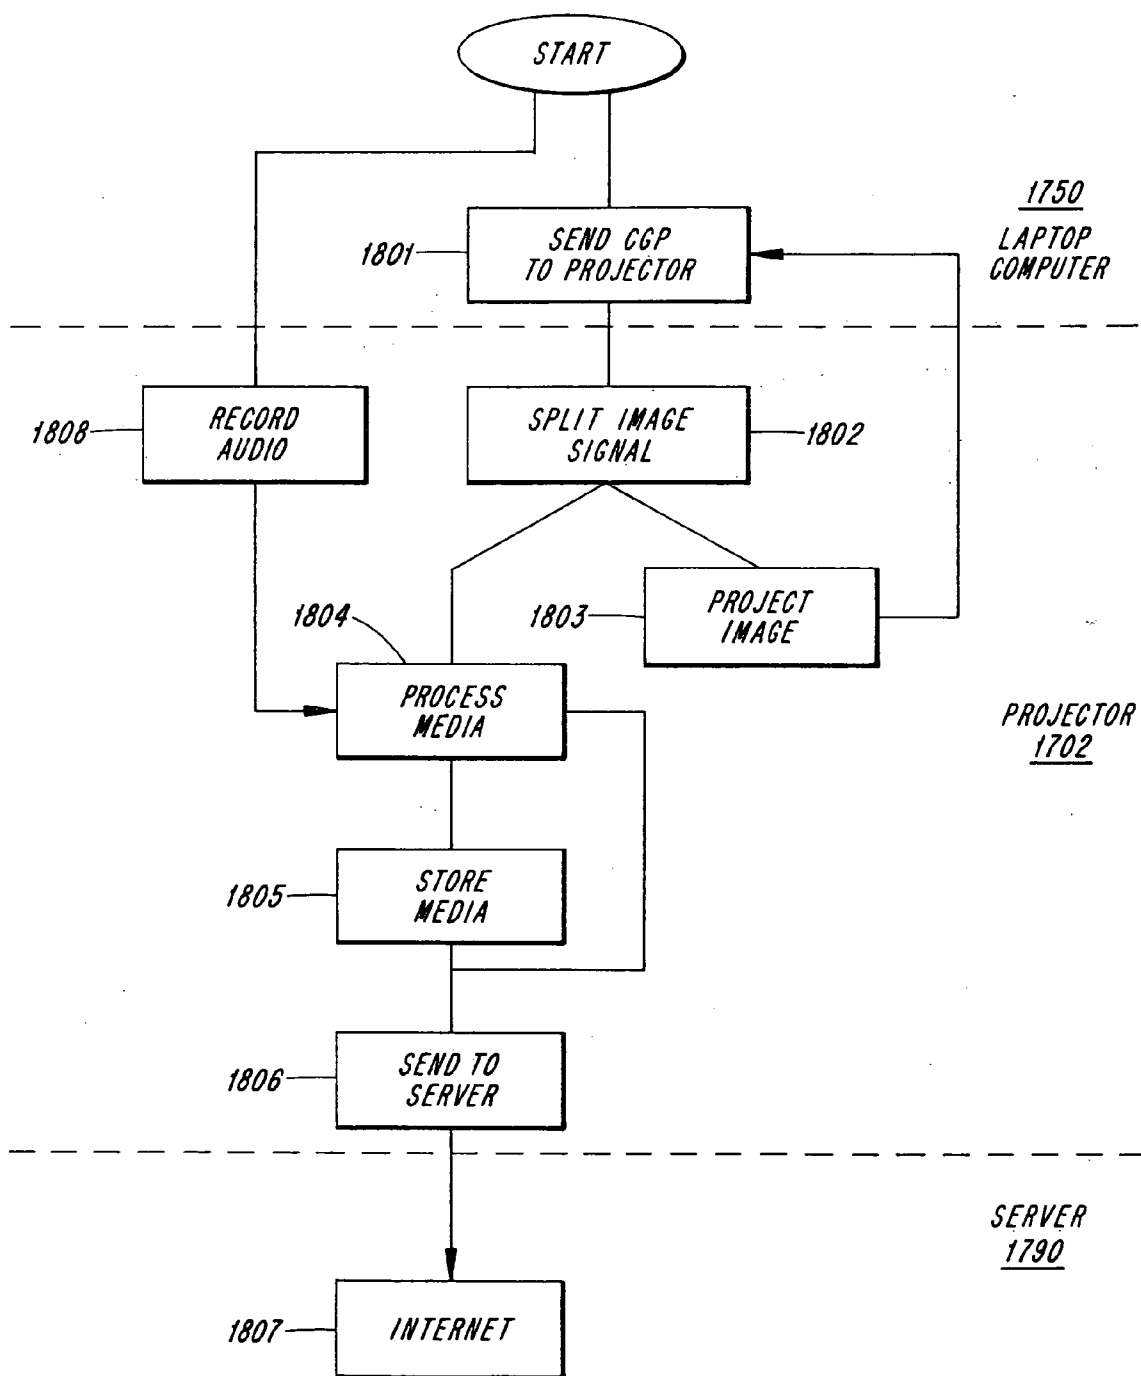 START
1750
LAPTOP
COMPUTER
1801
SEND CGP
TO PROJECTOR
1808
RECORD
AUDIO
SPLIT IMAGE
SIGNAL
1802
1804
1803
PROJECT
IMAGE
PROCESS
MEDIA
PROJECTOR
1702
1805
STORE
MEDIA
1806
SEND TO
SERVER
SERVER
1790
1807
INTERNET